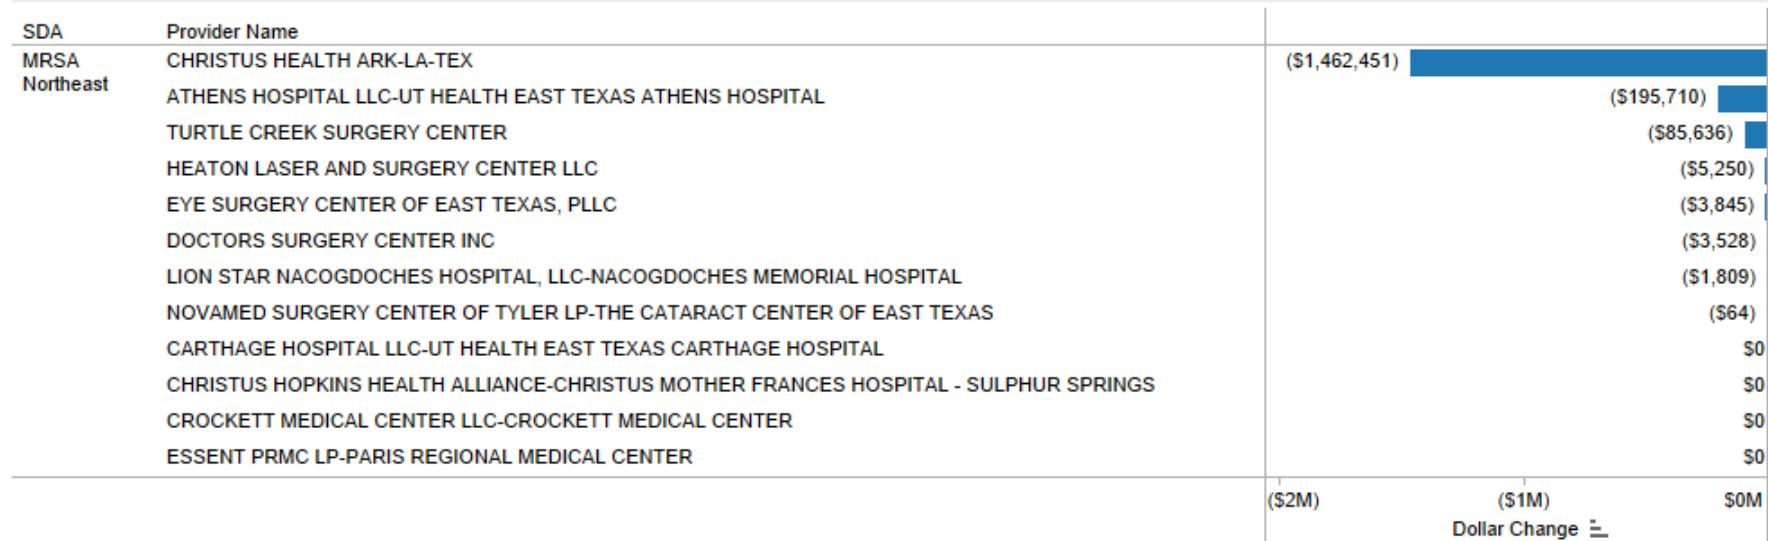 SDA Provider Name
MRSA Northeast CHRISTUS HEALTH ARK-LA-TEX ($1,462,451)
ATHENS HOSPITAL LLC-UT HEALTH EAST TEXAS ATHENS HOSPITAL ($195,710)
TURTLE CREEK SURGERY CENTER ($85,636)
HEATON LASER AND SURGERY CENTER LLC ($5,250)
EYE SURGERY CENTER OF EAST TEXAS, PLLC ($3,845)
DOCTORS SURGERY CENTER INC ($3,528)
LION STAR NACOGDOCHES HOSPITAL, LLC-NACOGDOCHES MEMORIAL HOSPITAL ($1,809)
NOVAMED SURGERY CENTER OF TYLER LP-THE CATARACT CENTER OF EAST TEXAS ($64)
CARTHAGE HOSPITAL LLC-UT HEALTH EAST TEXAS CARTHAGE HOSPITAL $0
CHRISTUS HOPKINS HEALTH ALLIANCE-CHRISTUS MOTHER FRANCES HOSPITAL - SULPHUR SPRINGS $0
CROCKETT MEDICAL CENTER LLC-CROCKETT MEDICAL CENTER $0
ESSENT PRMC LP-PARIS REGIONAL MEDICAL CENTER $0
($2M) ($1M) $0M
Dollar Change